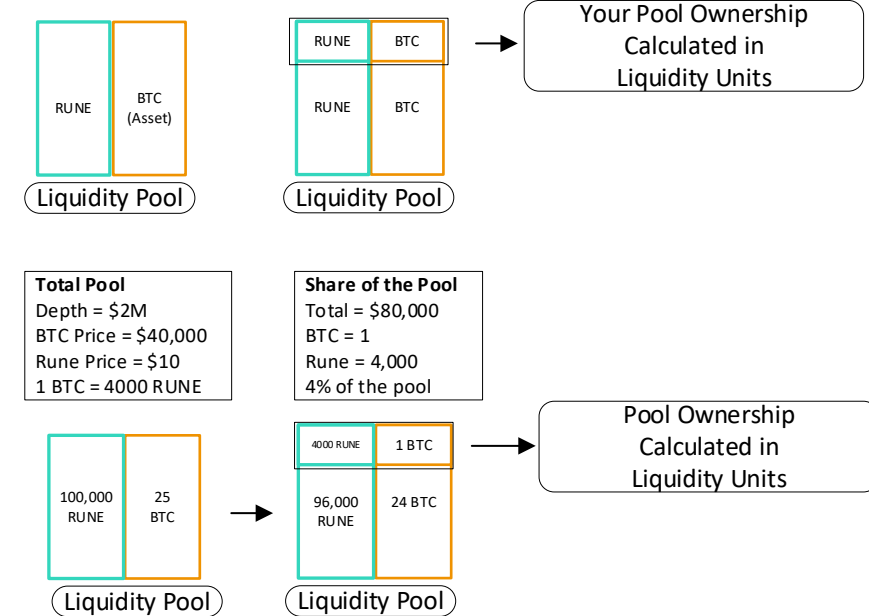 RUNE
BTC
(Asset)
Liquidity Pool
RUNE
BTC
RUNE
BTC
Liquidity Pool
Your Pool Ownership
Calculated in
Liquidity Units
Total Pool
Depth = $2M
BTC Price = $40,000
Rune Price = $10
1 BTC = 4000 RUNE
Share of the Pool
Total = $80,000
BTC = 1
Rune = 4,000
4% of the pool
100,000
RUNE
25
BTC
Liquidity Pool
4000 RUNE
1 BTC
96,000
RUNE
24 BTC
Liquidity Pool
Pool Ownership
Calculated in
Liquidity Units